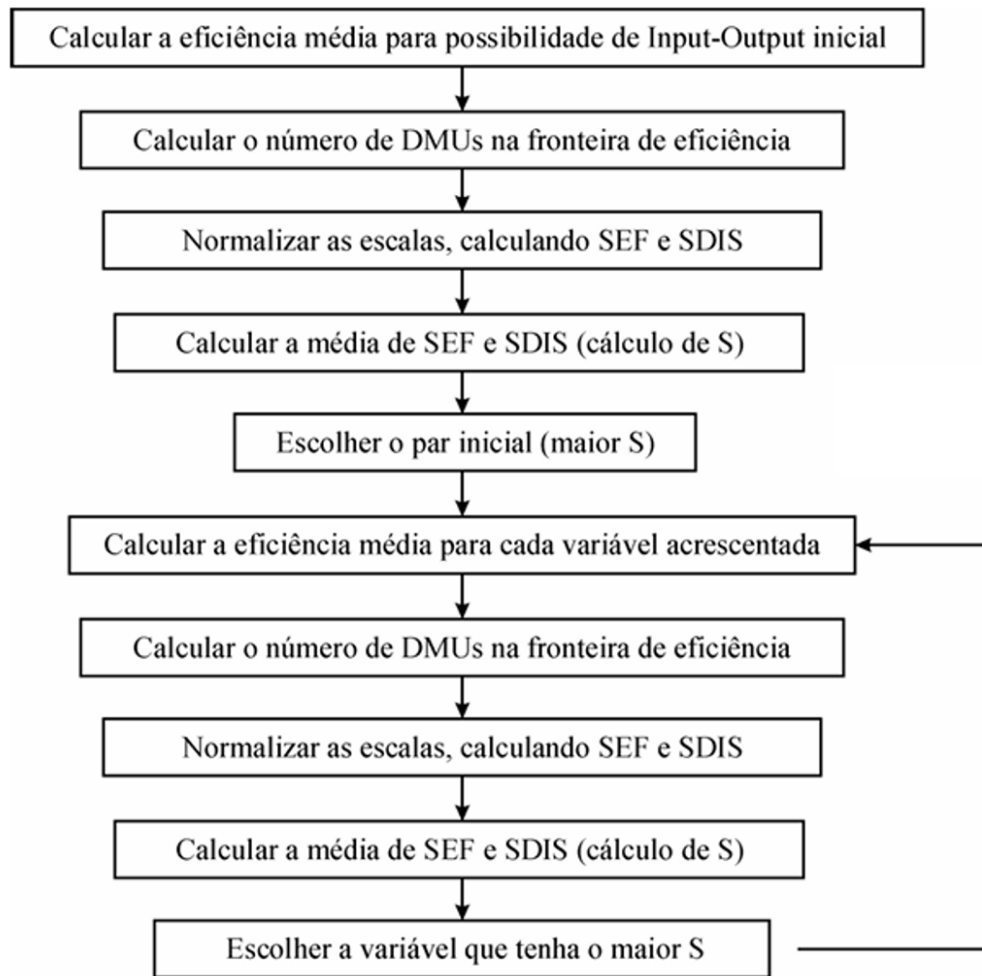 Calcular a eficiência média para possibilidade de Input-Output inicial
Calcular o número de DMUs na fronteira de eficiência
Normalizar as escalas, calculando SEF e SDIS
Calcular a média de SEF e SDIS (cálculo de S)
Escolher o par inicial (maior S)
Calcular a eficiência média para cada variável acrescentada
Calcular o número de DMUs na fronteira de eficiência
Normalizar as escalas, calculando SEF e SDIS
Calcular a média de SEF e SDIS (cálculo de S)
Escolher a variável que tenha o maior S